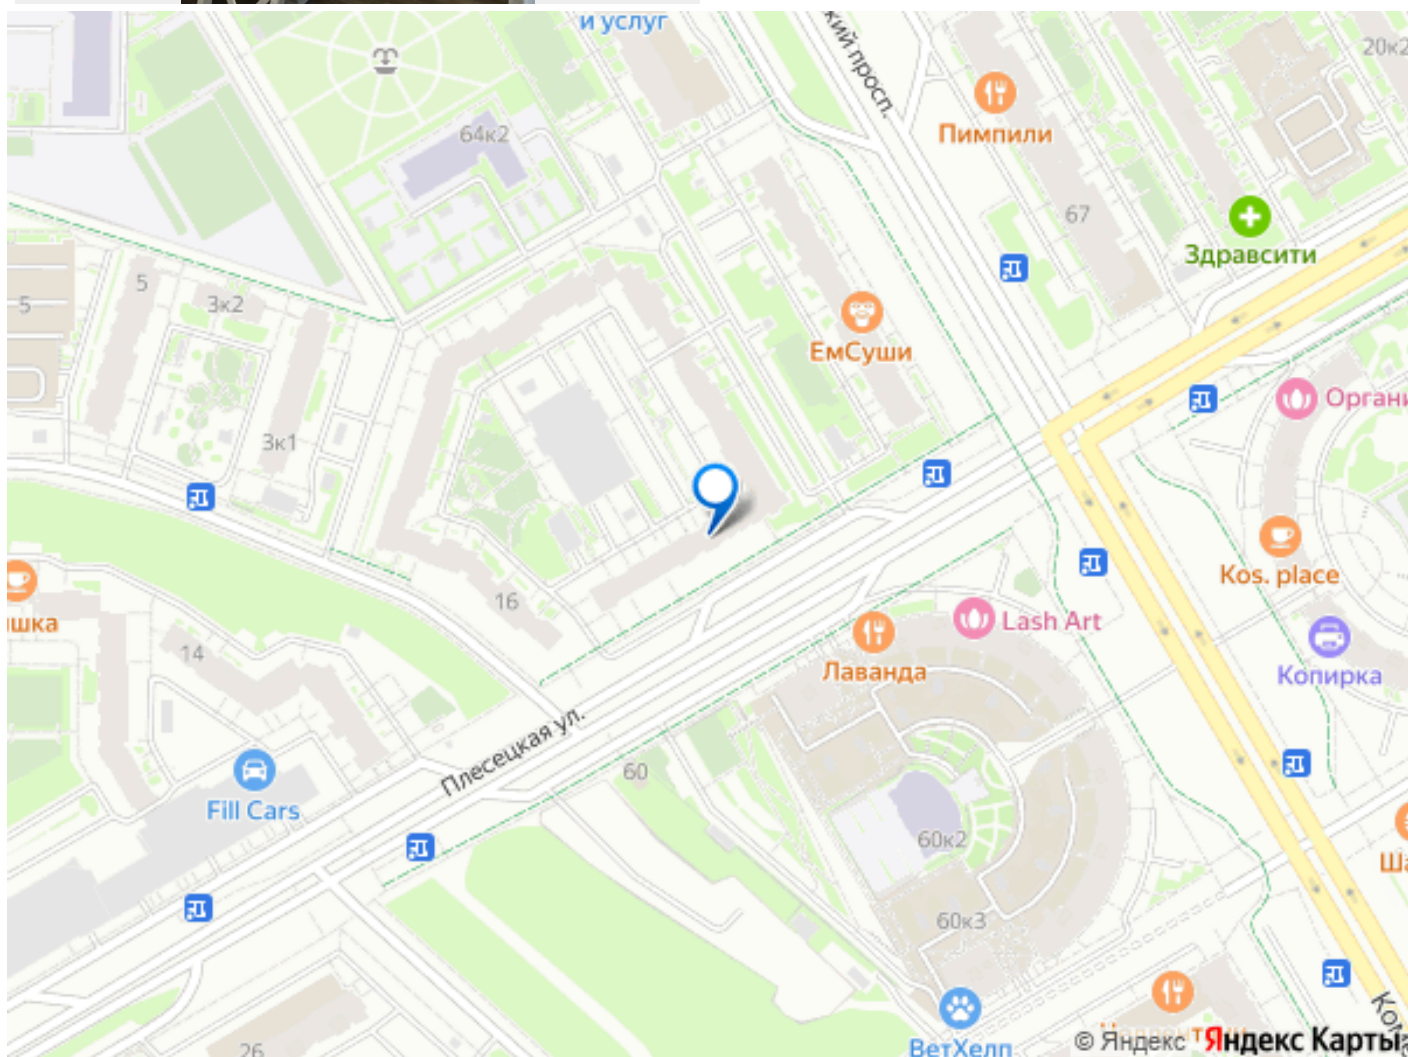 и услуг
кий просп.
20к2
Пимпили
64к2
67
Здравсити
5
3к2
5
ЕмСуши
Органи
3к1
Kos. place
16
шка
Lash Art
14
Лаванда
Копирка
Плесецкая ул.
60
Fill Cars
60к2
Ша
60к3
26
ВетХелп
Ком
© Яндекс Яндекс Карты